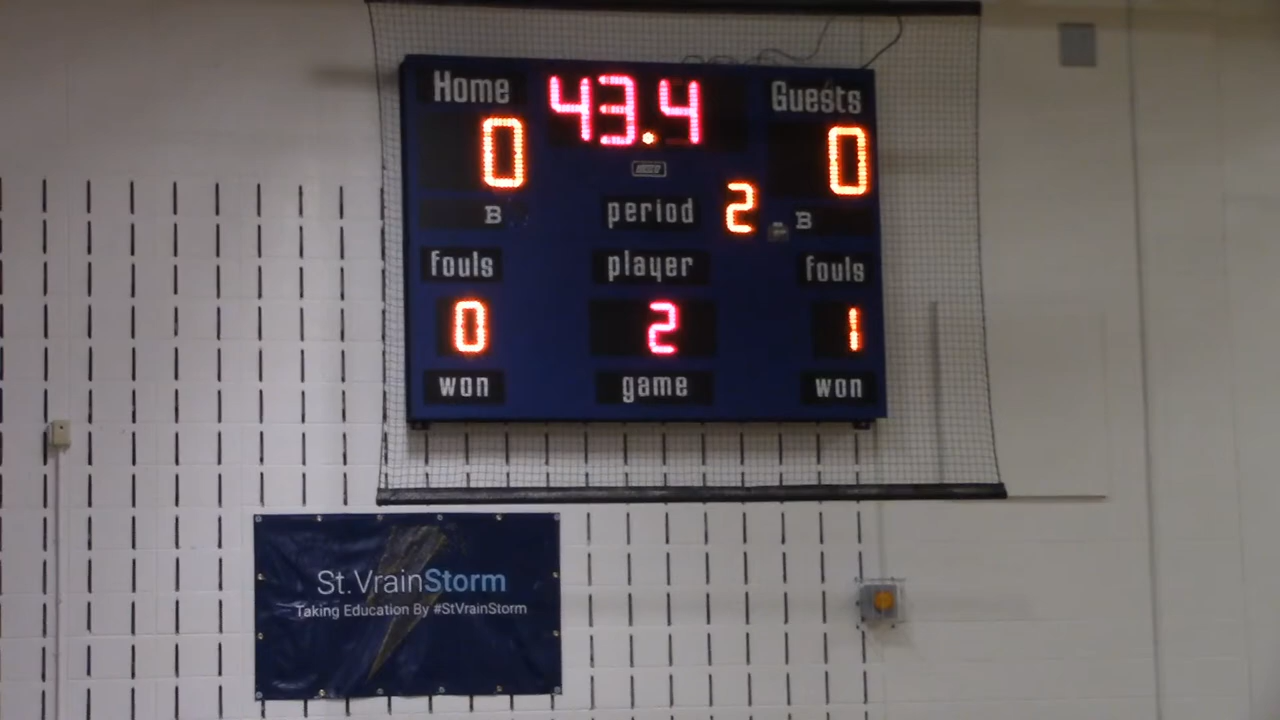 Home 43.4 Guests
0 0
B period 2 B
fouls player fouls
0 2 1
won game won
St.VrainStorm
Taking Education By #StVrainStorm